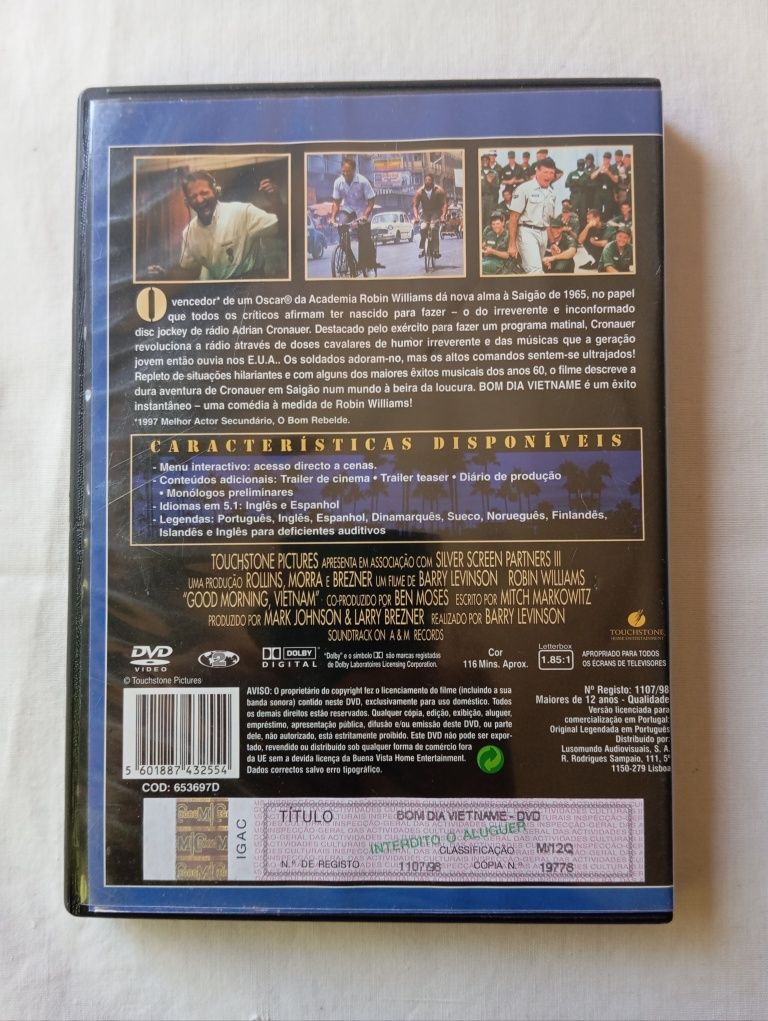 O vencedor* de um Oscar® da Academia Robin Williams dá nova alma à Saigão de 1965, no papel
que todos os críticos afirmam ter nascido para fazer – o do irreverente e inconformado
disc jockey de rádio Adrian Cronauer. Destacado pelo exército para fazer um programa matinal, Cronauer
revoluciona a rádio através de doses cavalares de humor irreverente e das músicas que a geração
jovem então ouvia nos E.U.A.. Os soldados adoram-no, mas os altos comandos sentem-se ultrajados!
Repleto de situações hilariantes e com alguns dos maiores êxitos musicais dos anos 60, o filme descreve a
dura aventura de Cronauer em Saigão num mundo à beira da loucura. BOM DIA VIETNAME é um êxito
instantâneo – uma comédia à medida de Robin Williams!
*1997 Melhor Actor Secundário, O Bom Rebelde.
CARACTERÍSTICAS DISPONÍVEIS
- Menu interactivo: acesso directo a cenas.
- Conteúdos adicionais: Trailer de cinema • Trailer teaser • Diário de produção
• Monólogos preliminares
- Idiomas em 5.1: Inglês e Espanhol
- Legendas: Português, Inglês, Espanhol, Dinamarquês, Sueco, Norueguês, Finlandês,
Islandês e Inglês para deficientes auditivos
TOUCHSTONE PICTURES APRESENTA EM ASSOCIAÇÃO COM SILVER SCREEN PARTNERS III
UMA PRODUÇÃO ROLLINS, MORRA E BREZNER UM FILME DE BARRY LEVINSON ROBIN WILLIAMS
"GOOD MORNING, VIETNAM" CO-PRODUZIDO POR BEN MOSES ESCRITO POR MITCH MARKOWITZ
PRODUZIDO POR MARK JOHNSON & LARRY BREZNER REALIZADO POR BARRY LEVINSON
SOUNDTRACK ON A & M RECORDS
TOUCHSTONE
HOME ENTERTAINMENT
DVD
VIDEO
2
DOLBY
DIGITAL
"Dolby" e o símbolo são marcas registadas
de Dolby Laboratories Licensing Corporation.
Cor
116 Mins. Aprox.
Letterbox
1.85:1
APROPRIADO PARA TODOS
OS ÉCRANS DE TELEVISORES
© Touchstone Pictures
5 601887 432554
COD: 653697D
AVISO: O proprietário do copyright fez o licenciamento do filme (incluindo a sua
banda sonora) contido neste DVD, exclusivamente para uso doméstico. Todos
os demais direitos estão reservados. Qualquer cópia, edição, exibição, aluguer,
empréstimo, apresentação pública, difusão e/ou emissão deste DVD, ou parte
dele, não autorizado, está estritamente proibido. Este DVD não pode ser expor-
tado, revendido ou distribuído sob qualquer forma de comércio fora
da UE sem a devida licença da Buena Vista Home Entertainment.
Dados correctos salvo erro tipográfico.
Nº Registo: 1107/98
Maiores de 12 anos - Qualidade
Versão licenciada para
comercialização em Portugal
Original Legendada em Português
Distribuido por:
Lusomundo Audiovisuais, S. A.
R. Rodrigues Sampaio, 111, 5º
1150-279 Lisboa
IGAC
TÍTULO BOM DIA VIETNAME - DVD
INTERDITO O ALUGUER
CLASSIFICAÇÃO M/12Q
N.º DE REGISTO 1107/98 CÓPIA N.º 19776